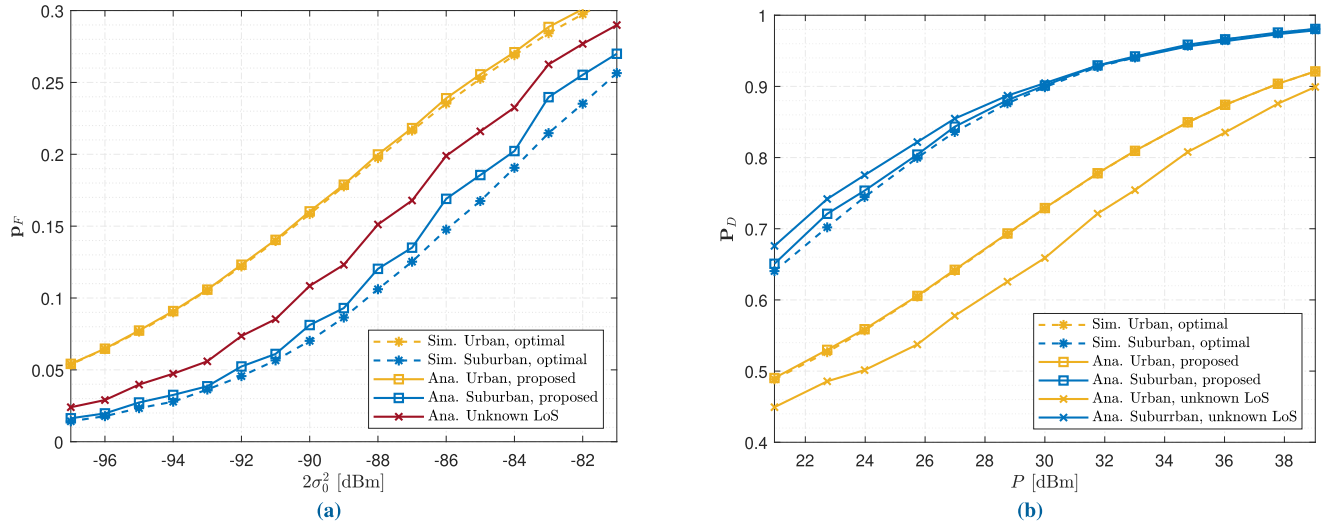 0.3
0.25
0.2
0.15
0.1
0.05
0
p_F
-96 -94 -92 -90 -88 -86 -84 -82
2σ₀² [dBm]
Sim. Urban, optimal
Sim. Suburban, optimal
Ana. Urban, proposed
Ana. Suburban, proposed
Ana. Unknown LoS
(a)
1
0.9
0.8
0.7
0.6
0.5
0.4
P_D
22 24 26 28 30 32 34 36 38
P [dBm]
Sim. Urban, optimal
Sim. Suburban, optimal
Ana. Urban, proposed
Ana. Suburban, proposed
Ana. Urban, unknown LoS
Ana. Suburrban, unknown LoS
(b)